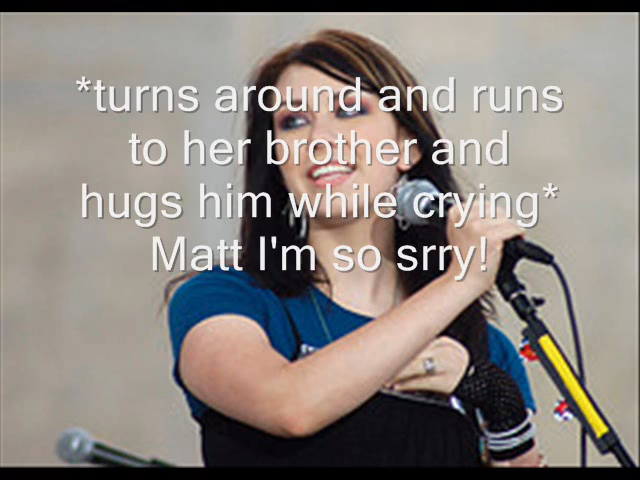 *turns around and runs
to her brother and
hugs him while crying*
Matt I'm so srry!